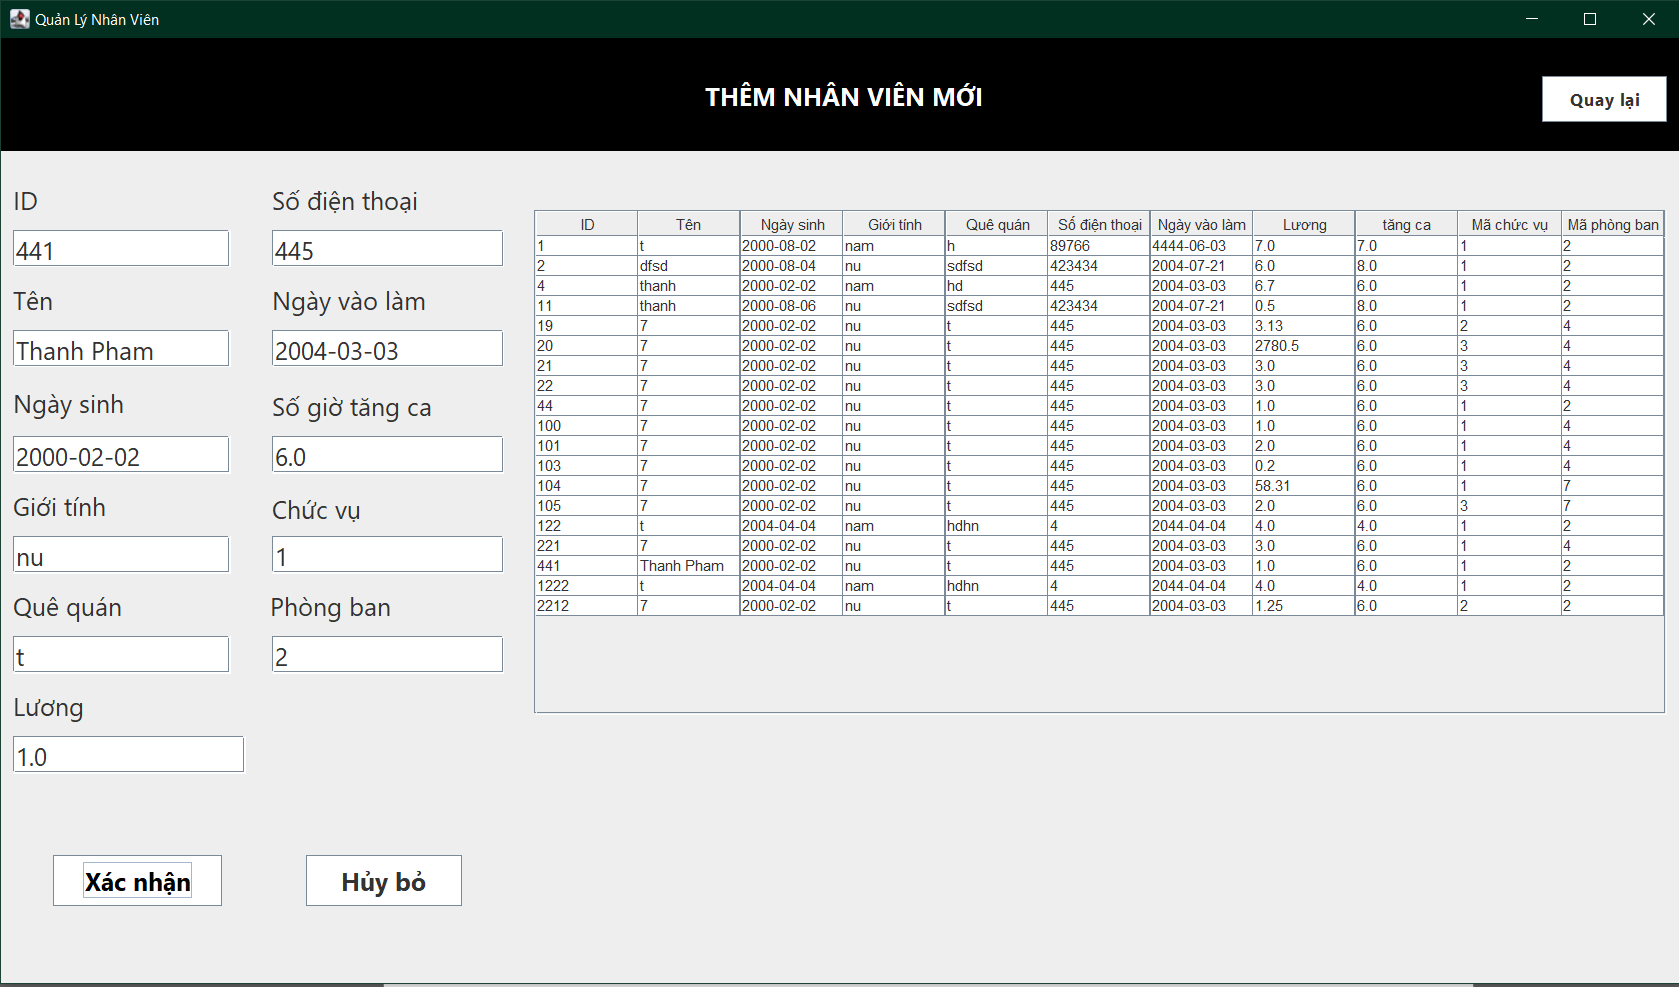 Quản Lý Nhân Viên
THÊM NHÂN VIÊN MỚI
Quay lại
ID
441
Tên
Thanh Pham
Ngày sinh
2000-02-02
Giới tính
nu
Quê quán
t
Lương
1.0
Số điện thoại
445
Ngày vào làm
2004-03-03
Số giờ tăng ca
6.0
Chức vụ
1
Phòng ban
2
Xác nhận
Hủy bỏ
ID Tên Ngày sinh Giới tính Quê quán Số điện thoại Ngày vào làm Lương tăng ca Mã chức vụ Mã phòng ban
1 t 2000-08-02 nam h 89766 4444-06-03 7.0 7.0 1 2
2 dfsd 2000-08-04 nu sdfsd 423434 2004-07-21 6.0 8.0 1 2
4 thanh 2000-02-02 nam hd 445 2004-03-03 6.7 6.0 1 2
11 thanh 2000-08-06 nu sdfsd 423434 2004-07-21 0.5 8.0 1 2
19 7 2000-02-02 nu t 445 2004-03-03 3.13 6.0 2 4
20 7 2000-02-02 nu t 445 2004-03-03 2780.5 6.0 3 4
21 7 2000-02-02 nu t 445 2004-03-03 3.0 6.0 3 4
22 7 2000-02-02 nu t 445 2004-03-03 3.0 6.0 3 4
44 7 2000-02-02 nu t 445 2004-03-03 1.0 6.0 1 2
100 7 2000-02-02 nu t 445 2004-03-03 1.0 6.0 1 4
101 7 2000-02-02 nu t 445 2004-03-03 2.0 6.0 1 4
103 7 2000-02-02 nu t 445 2004-03-03 0.2 6.0 1 4
104 7 2000-02-02 nu t 445 2004-03-03 58.31 6.0 1 7
105 7 2000-02-02 nu t 445 2004-03-03 2.0 6.0 3 7
122 t 2004-04-04 nam hdhn 4 2044-04-04 4.0 4.0 1 2
221 7 2000-02-02 nu t 445 2004-03-03 3.0 6.0 1 4
441 Thanh Pham 2000-02-02 nu t 445 2004-03-03 1.0 6.0 1 2
1222 t 2004-04-04 nam hdhn 4 2044-04-04 4.0 4.0 1 2
2212 7 2000-02-02 nu t 445 2004-03-03 1.25 6.0 2 2